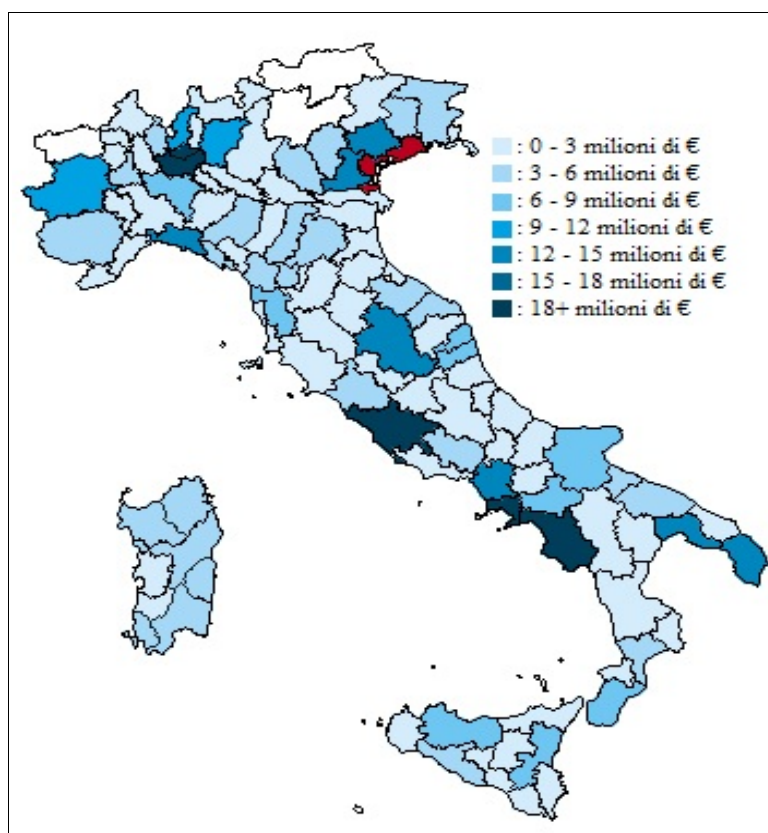 : 0 - 3 milioni di €
: 3 - 6 milioni di €
: 6 - 9 milioni di €
: 9 - 12 milioni di €
: 12 - 15 milioni di €
: 15 - 18 milioni di €
: 18+ milioni di €